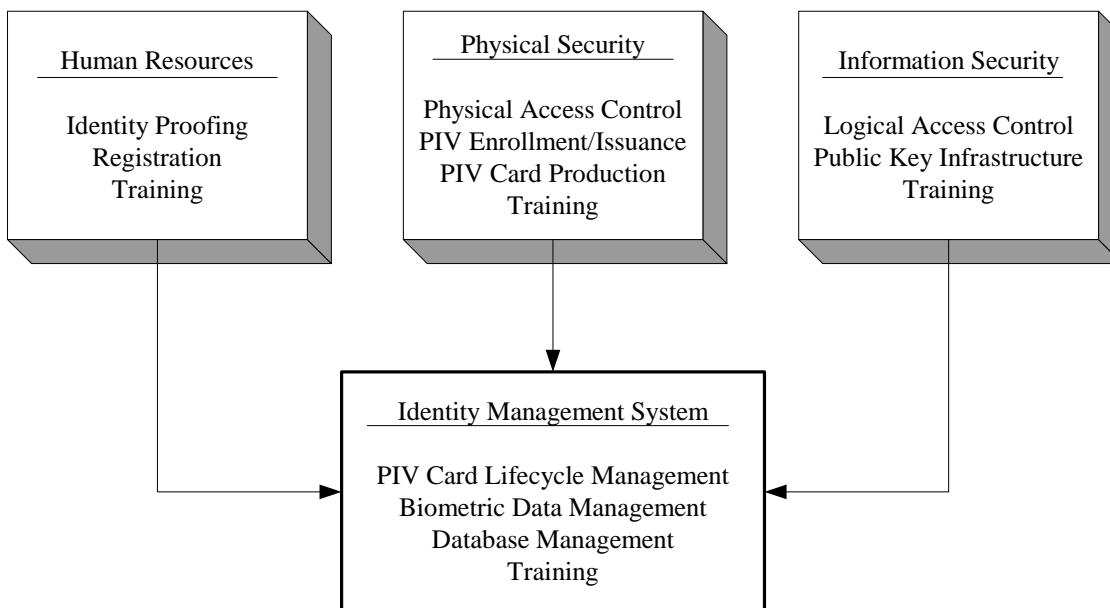 Human Resources
Identity Proofing
Registration
Training
Physical Security
Physical Access Control
PIV Enrollment/Issuance
PIV Card Production
Training
Information Security
Logical Access Control
Public Key Infrastructure
Training
Identity Management System
PIV Card Lifecycle Management
Biometric Data Management
Database Management
Training